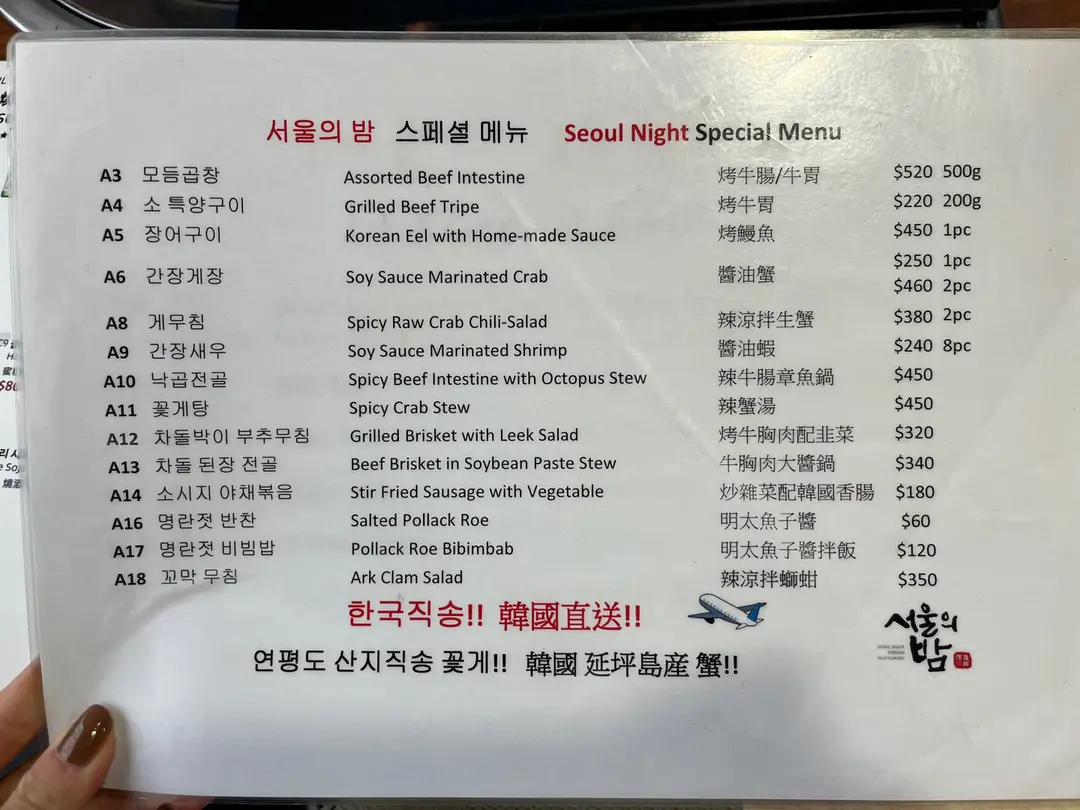 서울의 밤 스페셜 메뉴 Seoul Night Special Menu
A3 모듬곱창 Assorted Beef Intestine 烤牛腸/牛胃 $520 500g
A4 소 특양구이 Grilled Beef Tripe 烤牛胃 $220 200g
A5 장어구이 Korean Eel with Home-made Sauce 烤鰻魚 $450 1pc
A6 간장게장 Soy Sauce Marinated Crab 醬油蟹 $250 1pc
$460 2pc
A8 게무침 Spicy Raw Crab Chili-Salad 辣涼拌生蟹 $380 2pc
A9 간장새우 Soy Sauce Marinated Shrimp 醬油蝦 $240 8pc
A10 낙곱전골 Spicy Beef Intestine with Octopus Stew 辣牛腸章魚鍋 $450
A11 꽃게탕 Spicy Crab Stew 辣蟹湯 $450
A12 차돌박이 부추무침 Grilled Brisket with Leek Salad 烤牛胸肉配韭菜 $320
A13 차돌 된장 전골 Beef Brisket in Soybean Paste Stew 牛胸肉大醬鍋 $340
A14 소시지 야채볶음 Stir Fried Sausage with Vegetable 炒雜菜配韓國香腸 $180
A16 명란젓 반찬 Salted Pollack Roe 明太魚子醬 $60
A17 명란젓 비빔밥 Pollack Roe Bibimbab 明太魚子醬拌飯 $120
A18 꼬막 무침 Ark Clam Salad 辣涼拌螄蚶 $350
한국직송!! 韓國直送!!
연평도 산지직송 꽃게!! 韓國 延坪島産 蟹!!
서울의
밤
SEOUL NIGHT
KOREAN
RESTAURANT